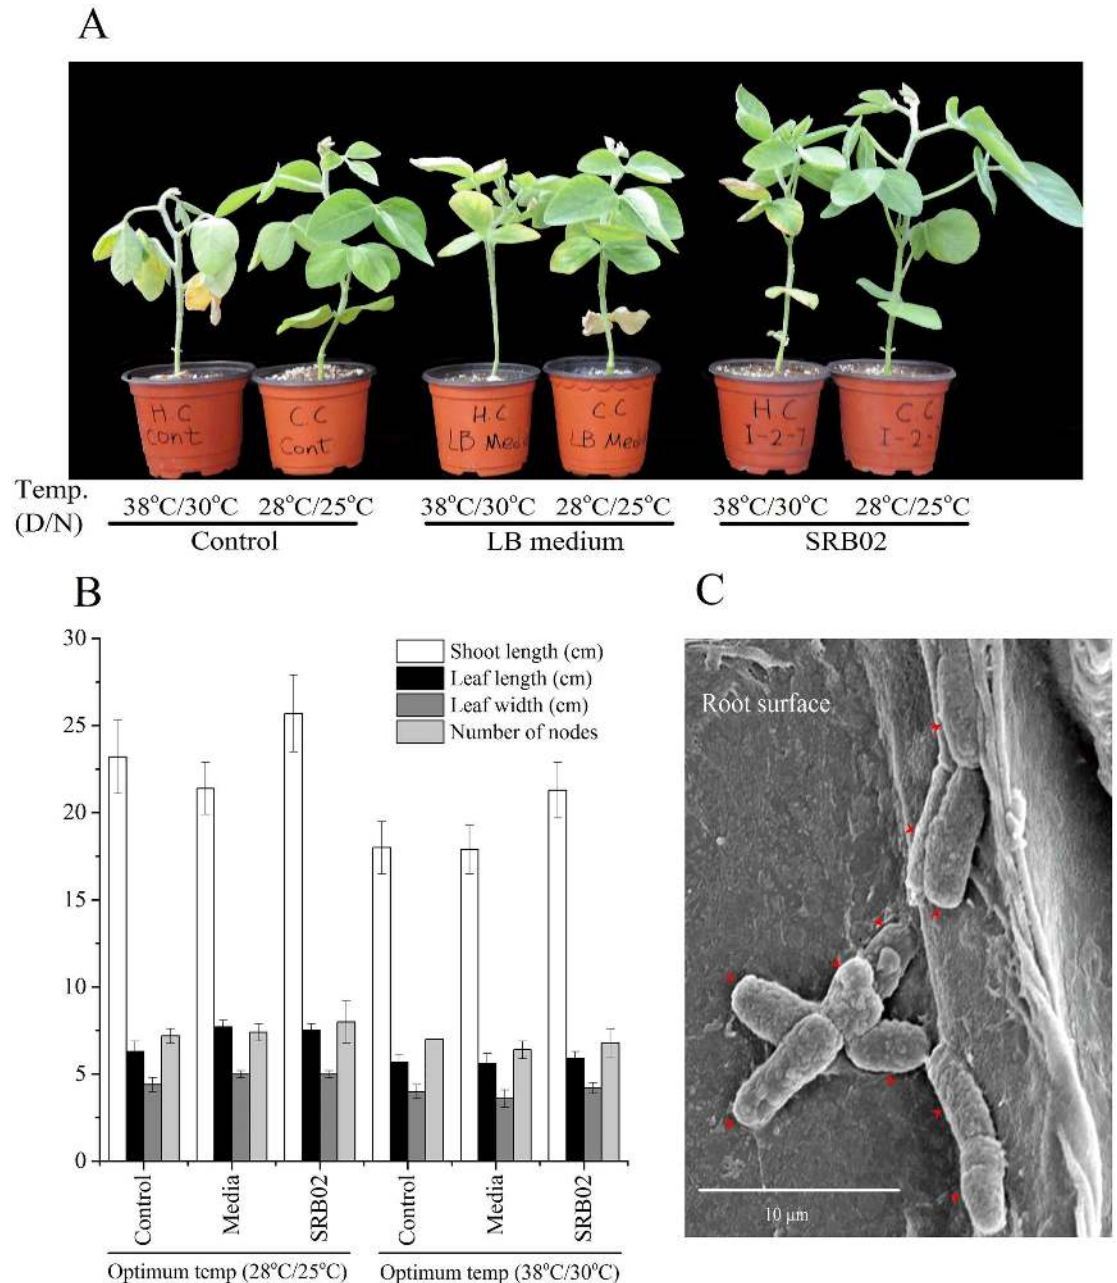 A
H.C
Cont
C.C
Cont
H.C
LB Medi
C C
LB Med
H C
I-2-7
C.C
I-2-
Temp.
(D/N)
38°C/30°C 28°C/25°C 38°C/30°C 28°C/25°C 38°C/30°C 28°C/25°C
Control LB medium SRB02
B
30
25
20
15
10
5
0
Shoot length (cm)
Leaf length (cm)
Leaf width (cm)
Number of nodes
Control
Media
SRB02
Control
Media
SRB02
Optimum temp (28°C/25°C)
Optimum temp (38°C/30°C)
C
Root surface
10 μm